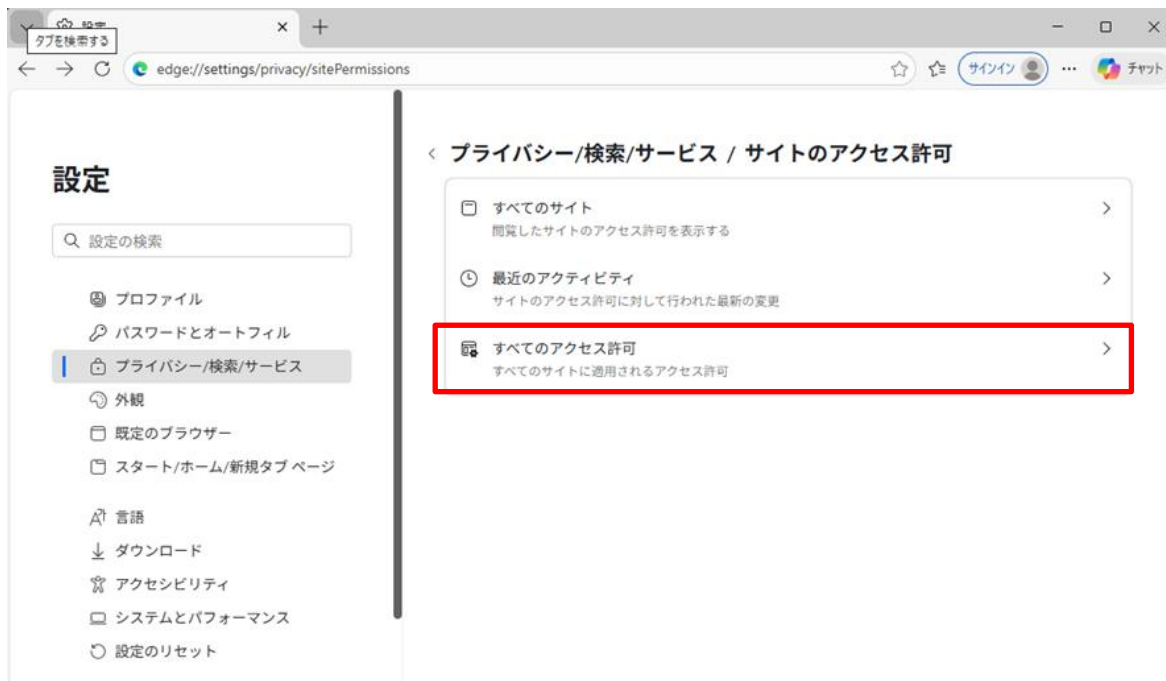 設定
タブを検索する
edge://settings/privacy/sitePermissions
サインイン
チャット
設定
設定の検索
プロファイル
パスワードとオートフィル
プライバシー/検索/サービス
外観
既定のブラウザー
スタート/ホーム/新規タブ ページ
言語
ダウンロード
アクセシビリティ
システムとパフォーマンス
設定のリセット
プライバシー/検索/サービス / サイトのアクセス許可
すべてのサイト
閲覧したサイトのアクセス許可を表示する
最近のアクティビティ
サイトのアクセス許可に対して行われた最新の変更
すべてのアクセス許可
すべてのサイトに適用されるアクセス許可